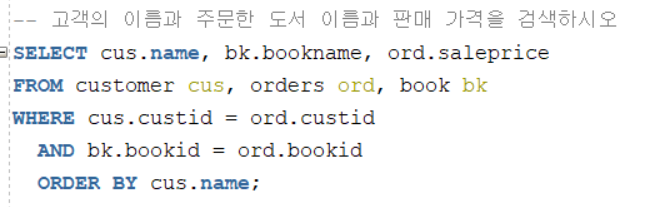 -- 고객의 이름과 주문한 도서 이름과 판매 가격을 검색하시오
SELECT cus.name, bk.bookname, ord.saleprice
FROM customer cus, orders ord, book bk
WHERE cus.custid = ord.custid
AND bk.bookid = ord.bookid
ORDER BY cus.name;